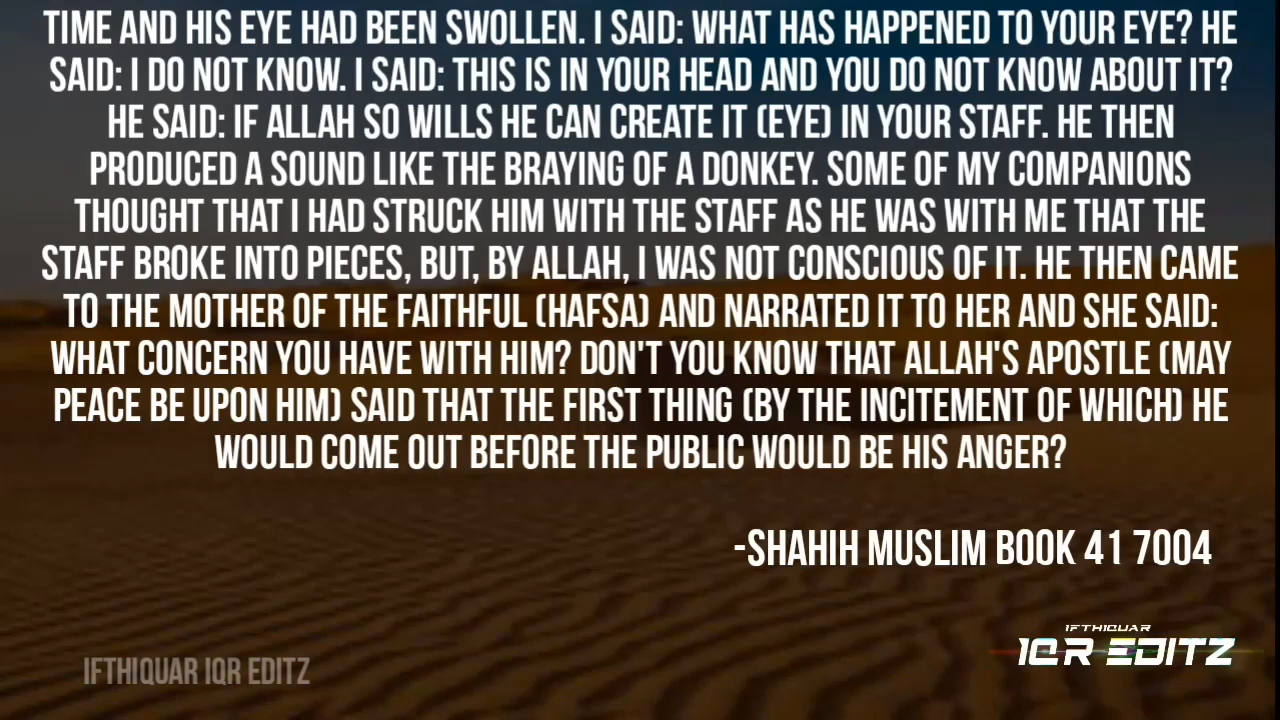 TIME AND HIS EYE HAD BEEN SWOLLEN. I SAID: WHAT HAS HAPPENED TO YOUR EYE? HE
SAID: I DO NOT KNOW. I SAID: THIS IS IN YOUR HEAD AND YOU DO NOT KNOW ABOUT IT?
HE SAID: IF ALLAH SO WILLS HE CAN CREATE IT (EYE) IN YOUR STAFF. HE THEN
PRODUCED A SOUND LIKE THE BRAYING OF A DONKEY. SOME OF MY COMPANIONS
THOUGHT THAT I HAD STRUCK HIM WITH THE STAFF AS HE WAS WITH ME THAT THE
STAFF BROKE INTO PIECES, BUT, BY ALLAH, I WAS NOT CONSCIOUS OF IT. HE THEN CAME
TO THE MOTHER OF THE FAITHFUL (HAFSA) AND NARRATED IT TO HER AND SHE SAID:
WHAT CONCERN YOU HAVE WITH HIM? DON'T YOU KNOW THAT ALLAH'S APOSTLE (MAY
PEACE BE UPON HIM) SAID THAT THE FIRST THING (BY THE INCITEMENT OF WHICH) HE
WOULD COME OUT BEFORE THE PUBLIC WOULD BE HIS ANGER?
-SHAHIH MUSLIM BOOK 41 7004
IFTHIQUAR
IQR EDITZ
IFTHIQUAR IQR EDITZ